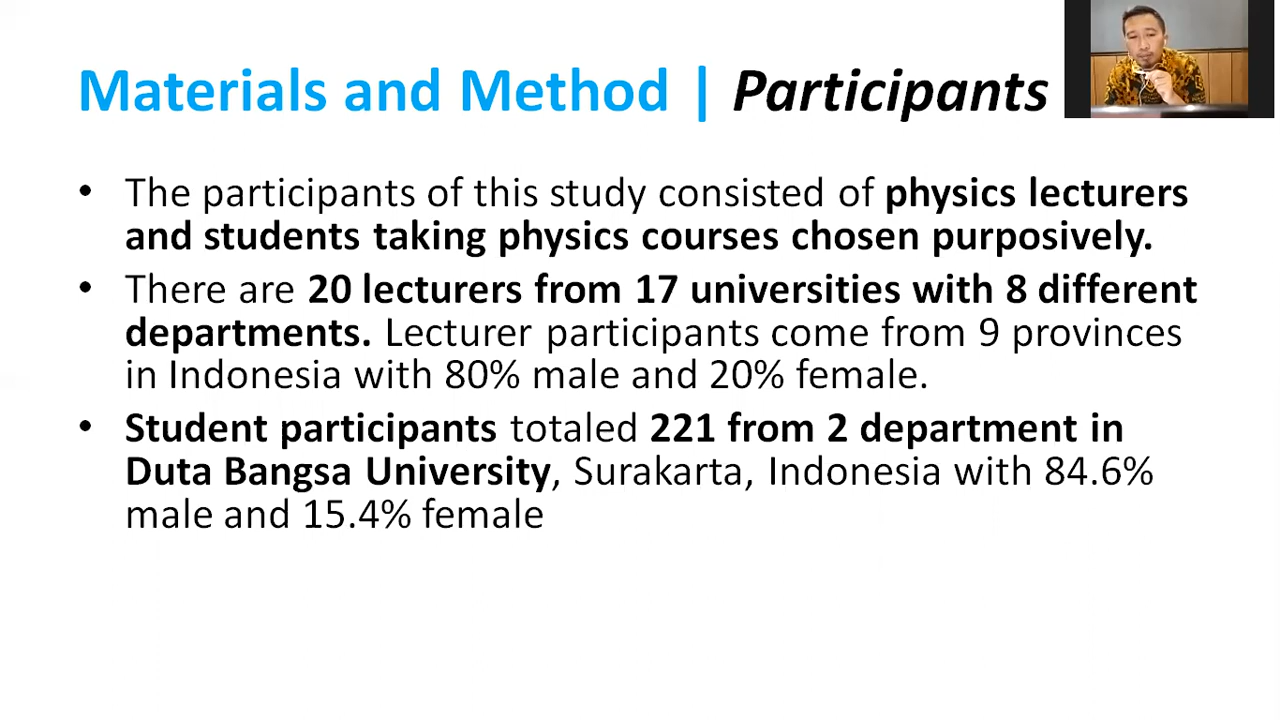 Materials and Method | Participants
• The participants of this study consisted of physics lecturers
and students taking physics courses chosen purposively.
• There are 20 lecturers from 17 universities with 8 different
departments. Lecturer participants come from 9 provinces
in Indonesia with 80% male and 20% female.
• Student participants totaled 221 from 2 department in
Duta Bangsa University, Surakarta, Indonesia with 84.6%
male and 15.4% female